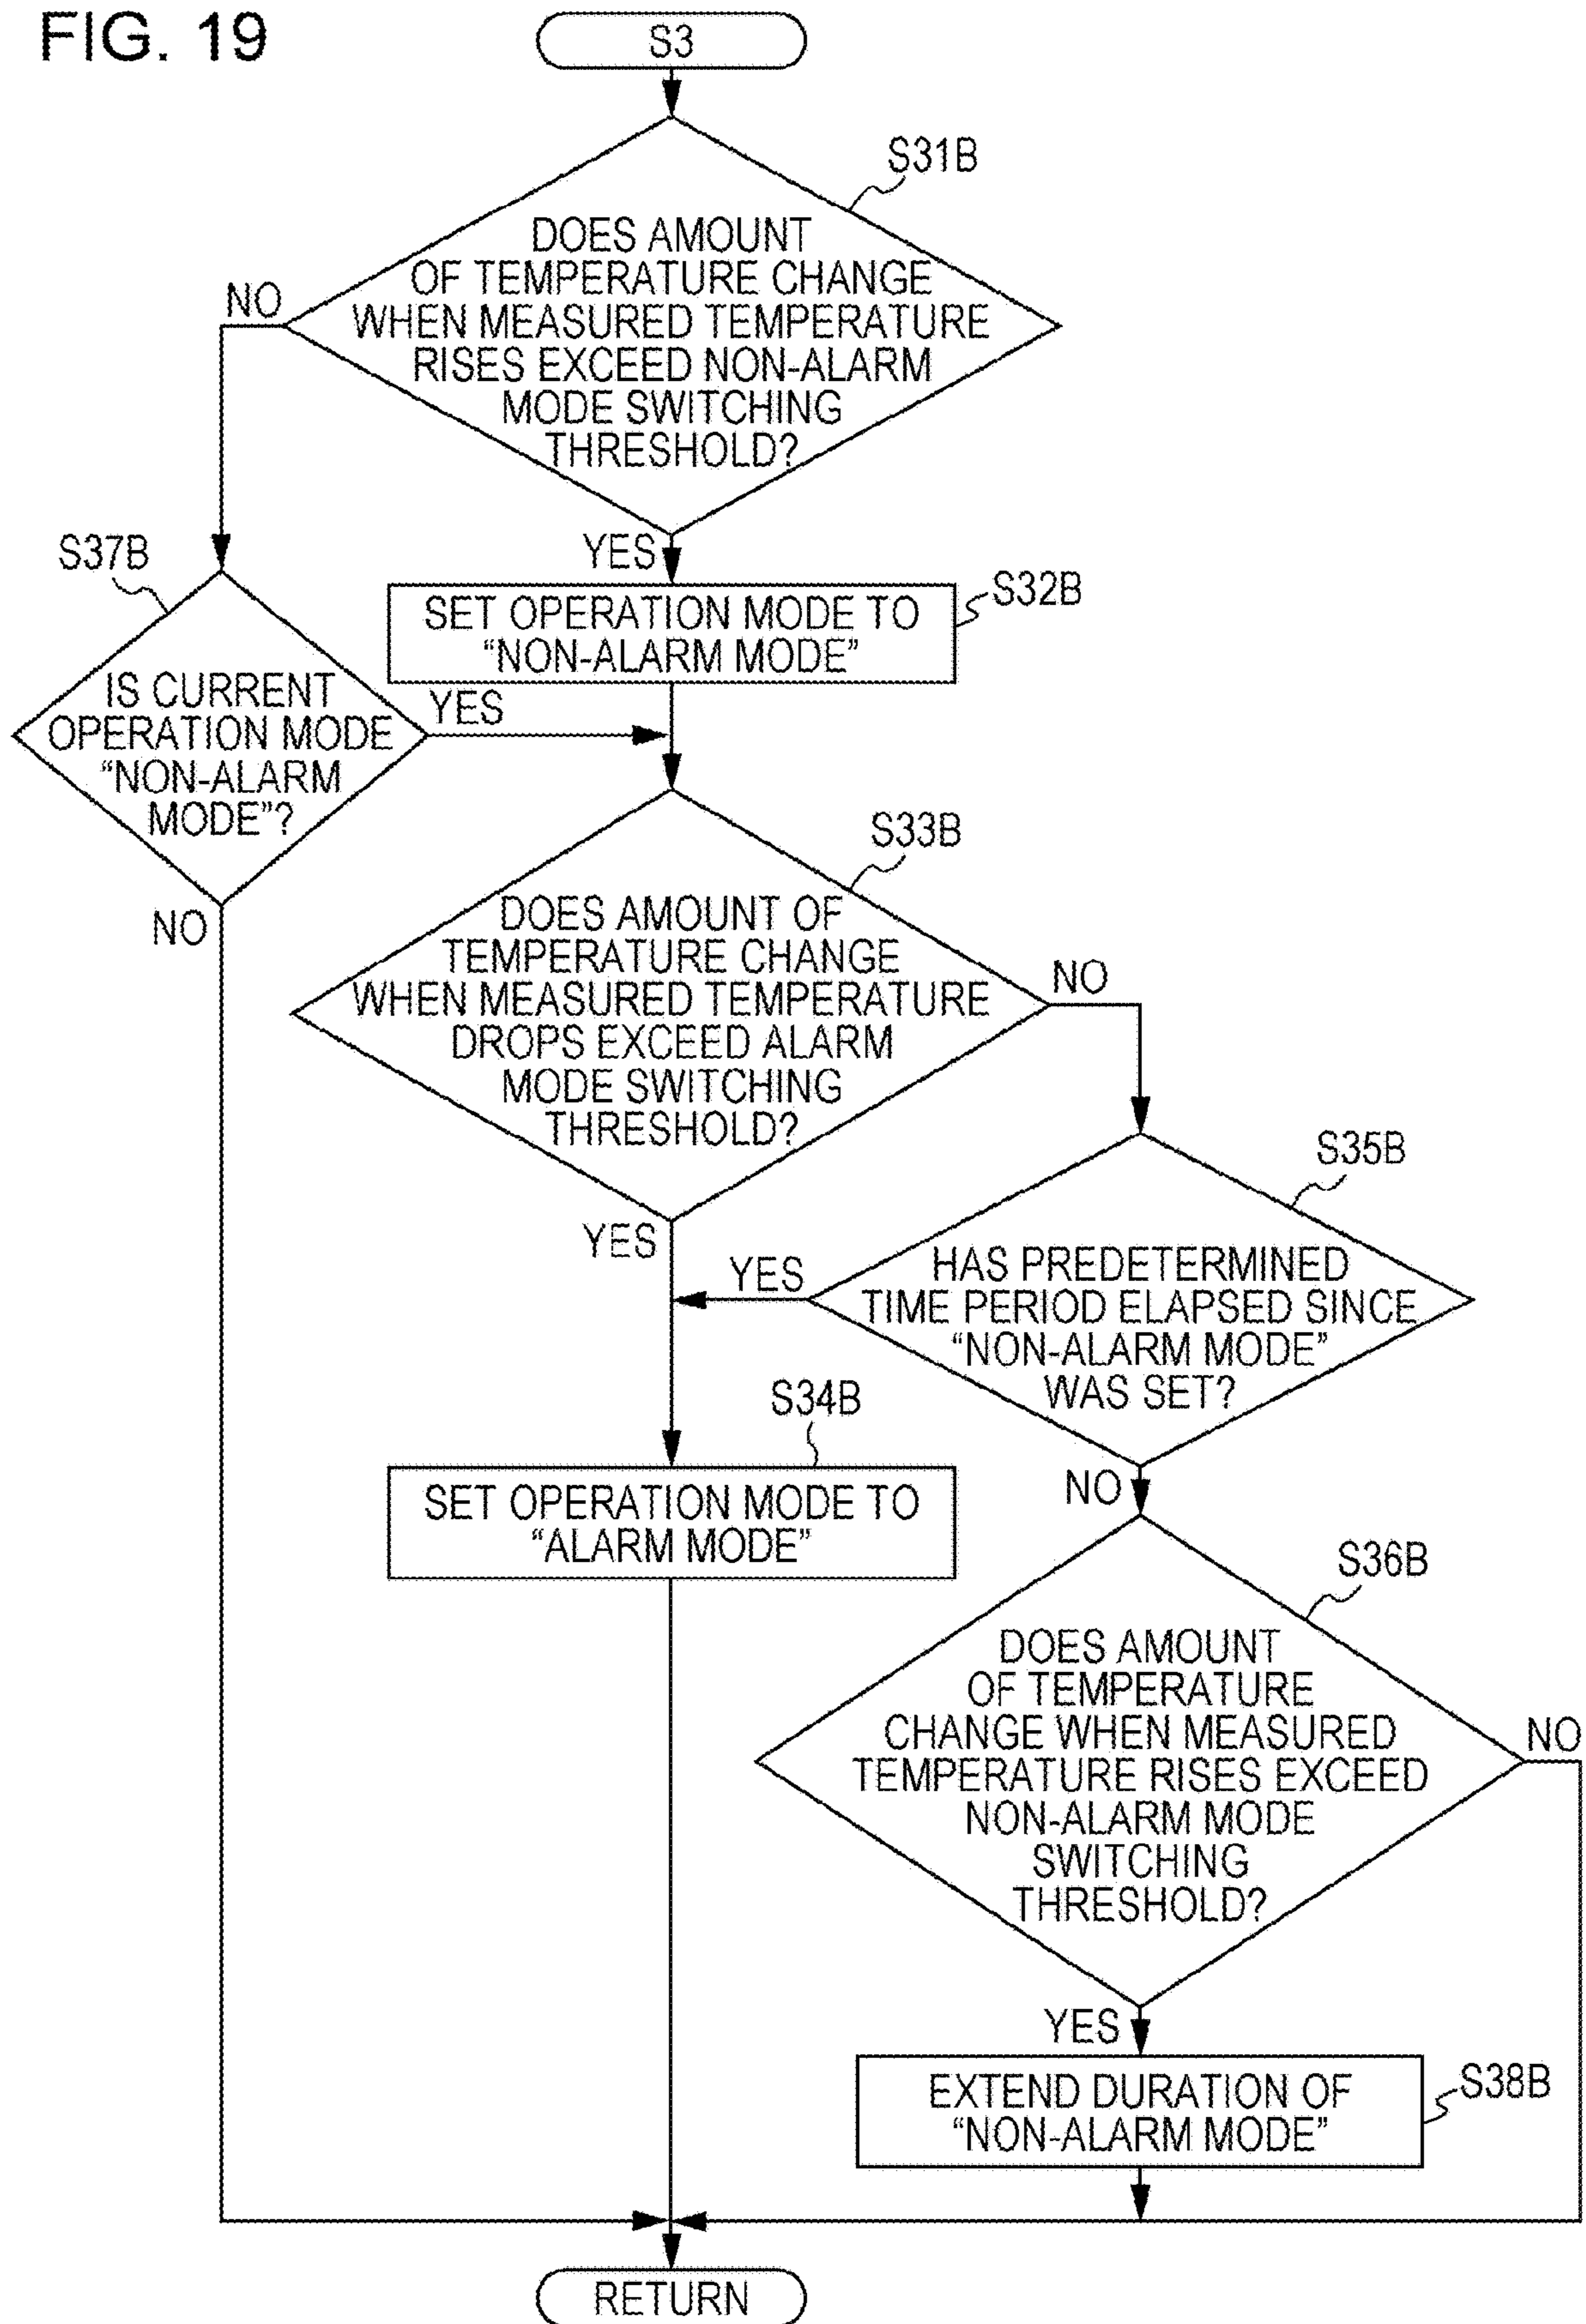 FIG. 19
S3
S31B
DOES AMOUNT
OF TEMPERATURE CHANGE
WHEN MEASURED TEMPERATURE
RISES EXCEED NON-ALARM
MODE SWITCHING
THRESHOLD?
NO
YES
S37B
S32B
SET OPERATION MODE TO
“NON-ALARM MODE”
IS CURRENT
OPERATION MODE
“NON-ALARM
MODE”?
YES
NO
S33B
DOES AMOUNT OF
TEMPERATURE CHANGE
WHEN MEASURED TEMPERATURE
DROPS EXCEED ALARM
MODE SWITCHING
THRESHOLD?
NO
YES
S35B
HAS PREDETERMINED
TIME PERIOD ELAPSED SINCE
“NON-ALARM MODE”
WAS SET?
YES
NO
S34B
SET OPERATION MODE TO
“ALARM MODE”
S36B
DOES AMOUNT
OF TEMPERATURE
CHANGE WHEN MEASURED
TEMPERATURE RISES EXCEED
NON-ALARM MODE
SWITCHING
THRESHOLD?
NO
YES
S38B
EXTEND DURATION OF
“NON-ALARM MODE”
RETURN